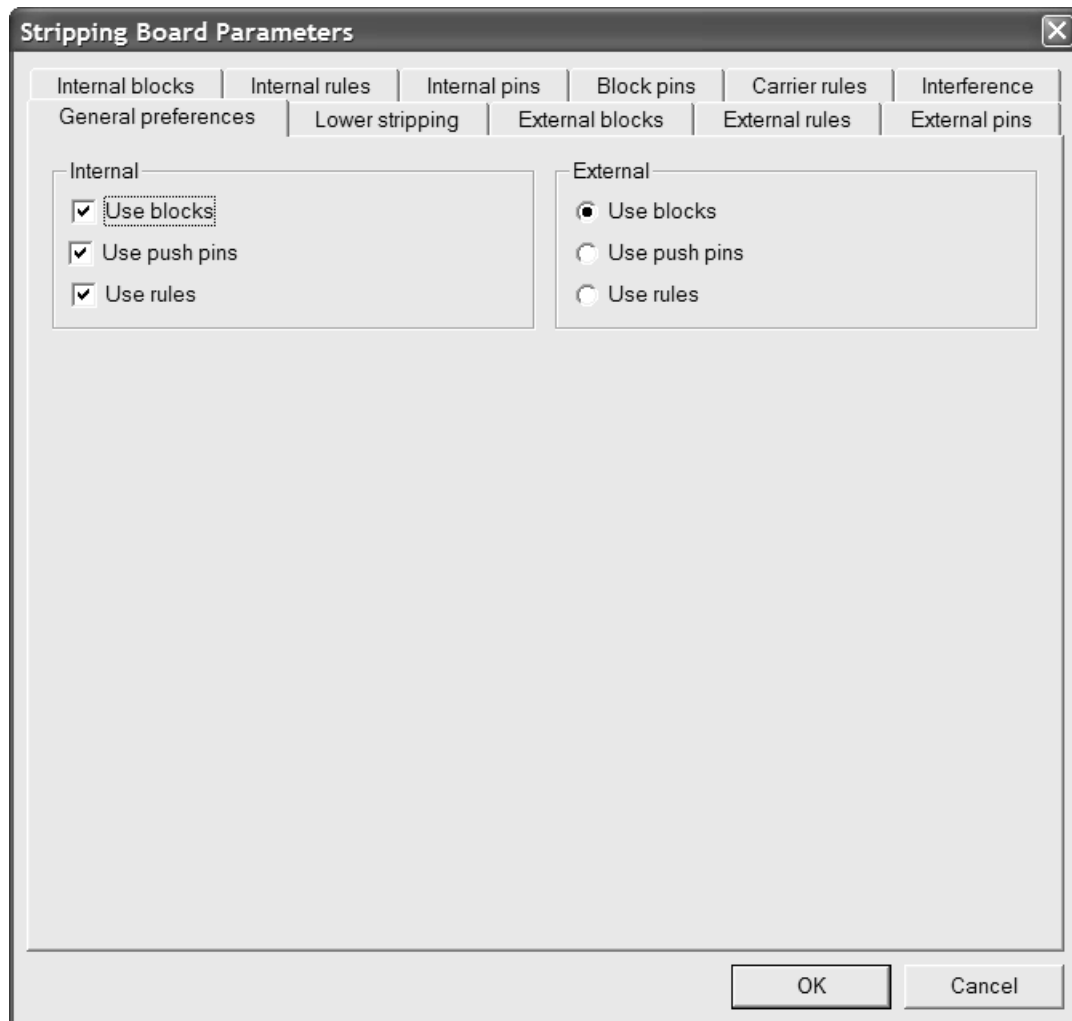 Stripping Board Parameters
Internal blocks Internal rules Internal pins Block pins Carrier rules Interference
General preferences Lower stripping External blocks External rules External pins
Internal External
Use blocks Use blocks
Use push pins Use push pins
Use rules Use rules
OK Cancel